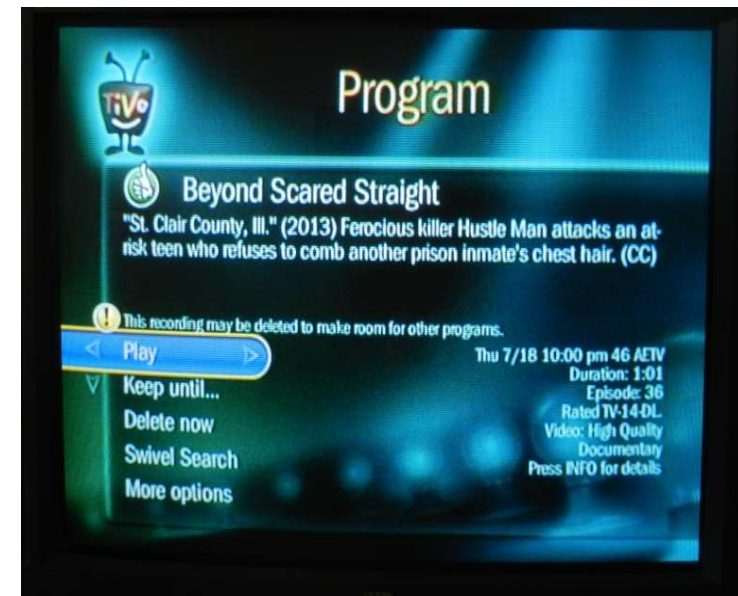 TiVo
Program
Beyond Scared Straight
"St. Clair County, Ill." (2013) Ferocious killer Hustle Man attacks an at-
risk teen who refuses to comb another prison inmate's chest hair. (CC)
This recording may be deleted to make room for other programs.
Play
Thu 7/18 10:00 pm 46 AETV
Duration: 1:01
Keep until...
Episode: 36
Rated TV-14-DL
Delete now
Video: High Quality
Documentary
Swivel Search
Press INFO for details
More options